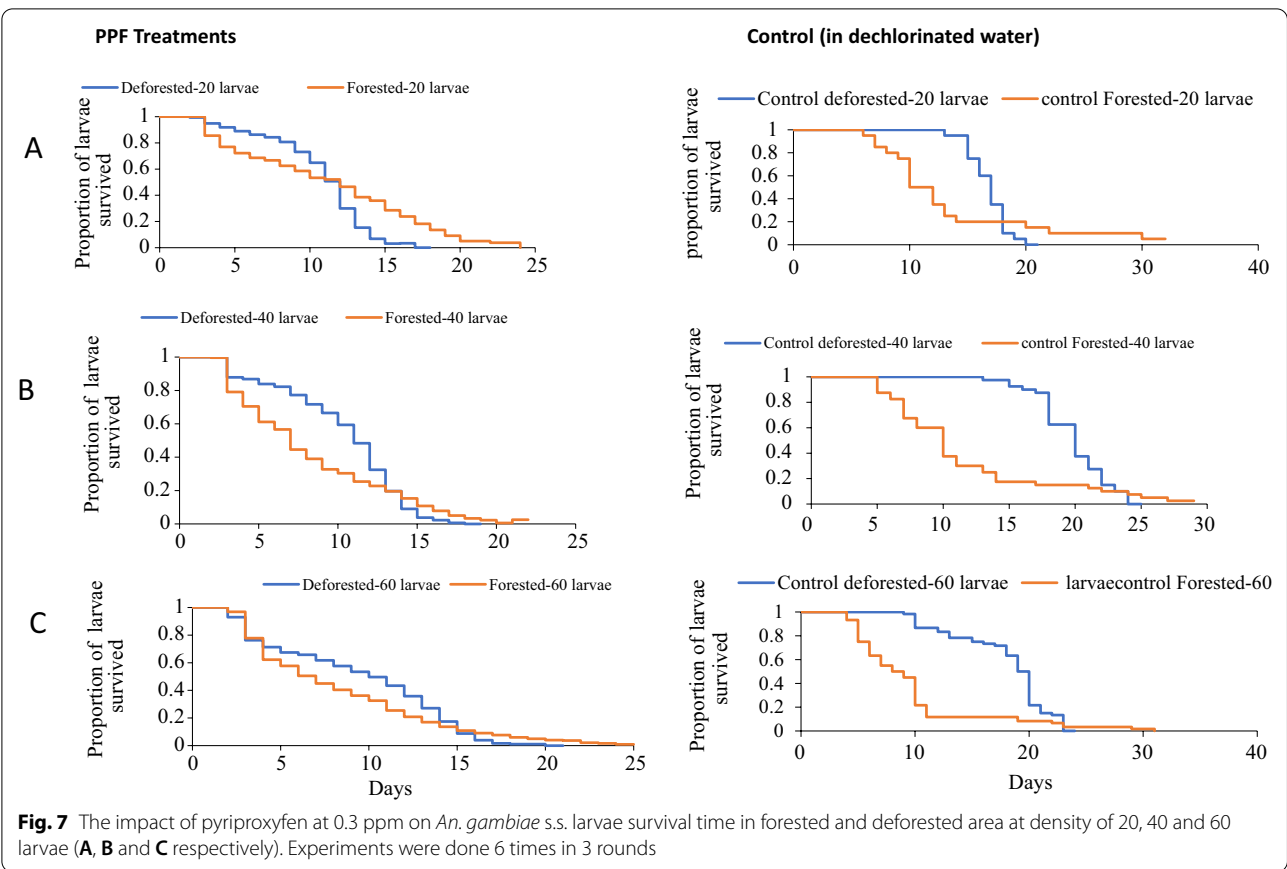 PPF Treatments
Control (in dechlorinated water)
A
Deforested-20 larvae Forested-20 larvae
Proportion of larvae
survived
1
0.8
0.6
0.4
0.2
0
0 5 10 15 20 25
Control deforested-20 larvae control Forested-20 larvae
proportion of larvae
survived
1
0.8
0.6
0.4
0.2
0
0 10 20 30 40
B
Deforested-40 larvae Forested-40 larvae
Proportion of larvae
survived
1
0.8
0.6
0.4
0.2
0
0 5 10 15 20 25
Control deforested-40 larvae control Forested-40 larvae
Proportion of larvae
survived
1
0.8
0.6
0.4
0.2
0
0 5 10 15 20 25 30
C
Deforested-60 larvae Forested-60 larvae
Proportion of larvae
survived
1
0.8
0.6
0.4
0.2
0
0 5 10 15 20 25
Days
Control deforested-60 larvae larvaecontrol Forested-60
Proportion of larvae
survived
1
0.8
0.6
0.4
0.2
0
0 10 20 30 40
Days
Fig. 7 The impact of pyriproxyfen at 0.3 ppm on An. gambiae s.s. larvae survival time in forested and deforested area at density of 20, 40 and 60
larvae (A, B and C respectively). Experiments were done 6 times in 3 rounds